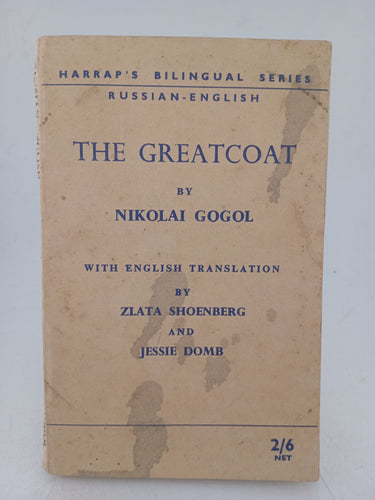 HARRAP'S BILINGUAL SERIES
RUSSIAN-ENGLISH
THE GREATCOAT
BY
NIKOLAI GOGOL
WITH ENGLISH TRANSLATION
BY
ZLATA SHOENBERG
AND
JESSIE DOMB
2/6
NET